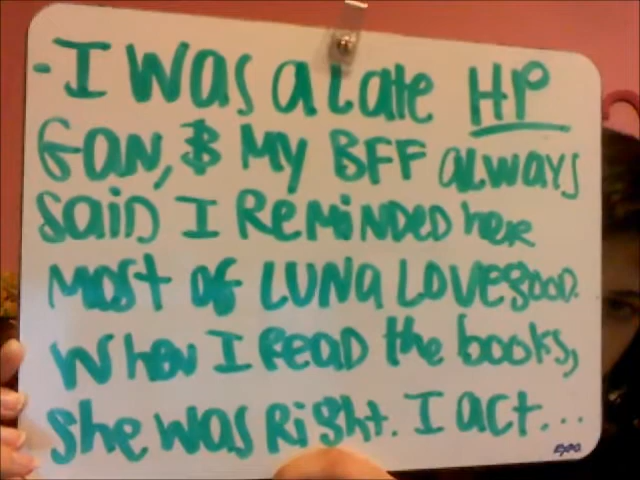 - I WAS A LATE HP
FAN, & MY BFF ALWAYS
SAID I REMINDED her
MOST OF LUNA LOVEGOOD.
WHEN I READ the books,
She WAS Right. I ACT...
EXPO